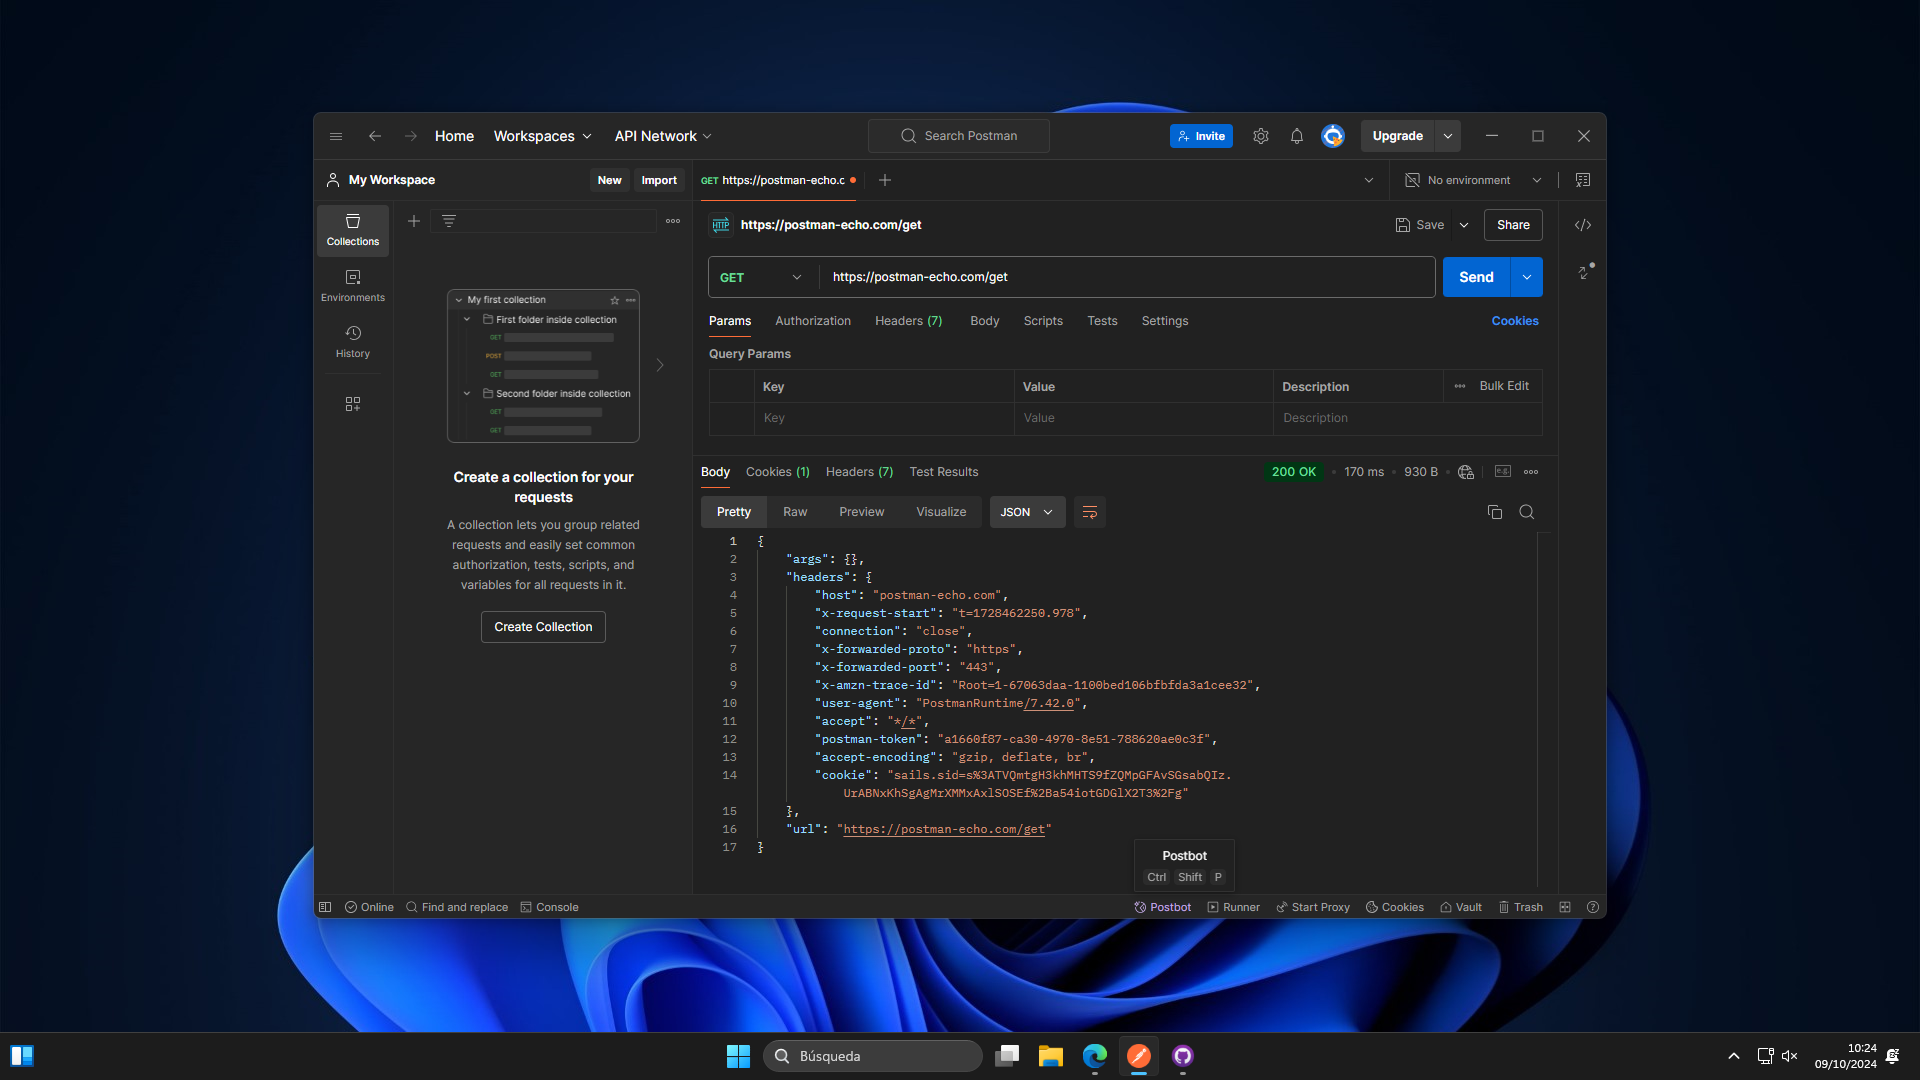 Home
Workspaces
API Network
Search Postman
Invite
Upgrade
My Workspace
New
Import
GET https://postman-echo.c
No environment
Collections
Environments
History
My first collection
First folder inside collection
GET
POST
GET
Second folder inside collection
GET
GET
Create a collection for your
requests
A collection lets you group related
requests and easily set common
authorization, tests, scripts, and
variables for all requests in it.
Create Collection
HTTP
https://postman-echo.com/get
Save
Share
GET
https://postman-echo.com/get
Send
Params
Authorization
Headers (7)
Body
Scripts
Tests
Settings
Cookies
Query Params
Key
Value
Description
Bulk Edit
Key
Value
Description
Body
Cookies (1)
Headers (7)
Test Results
200 OK
170 ms
930 B
e.g.
Pretty
Raw
Preview
Visualize
JSON
1 {
2 "args": {},
3 "headers": {
4 "host": "postman-echo.com",
5 "x-request-start": "t=1728462250.978",
6 "connection": "close",
7 "x-forwarded-proto": "https",
8 "x-forwarded-port": "443",
9 "x-amzn-trace-id": "Root=1-67063daa-1100bed106bfbfda3a1cee32",
10 "user-agent": "PostmanRuntime/7.42.0",
11 "accept": "*/*",
12 "postman-token": "a1660f87-ca30-4970-8e51-788620ae0c3f",
13 "accept-encoding": "gzip, deflate, br",
14 "cookie": "sails.sid=s%3ATVQmtgH3khMHTS9fZQMpGFAvSGsabQIz.
UrABNxKhSgAgMrXMMxAxlSOSEf%2Ba54iotGDGlX2T3%2Fg"
15 },
16 "url": "https://postman-echo.com/get"
17 }
Postbot
Ctrl Shift P
Online
Find and replace
Console
Postbot
Runner
Start Proxy
Cookies
Vault
Trash
Búsqueda
10:24
09/10/2024